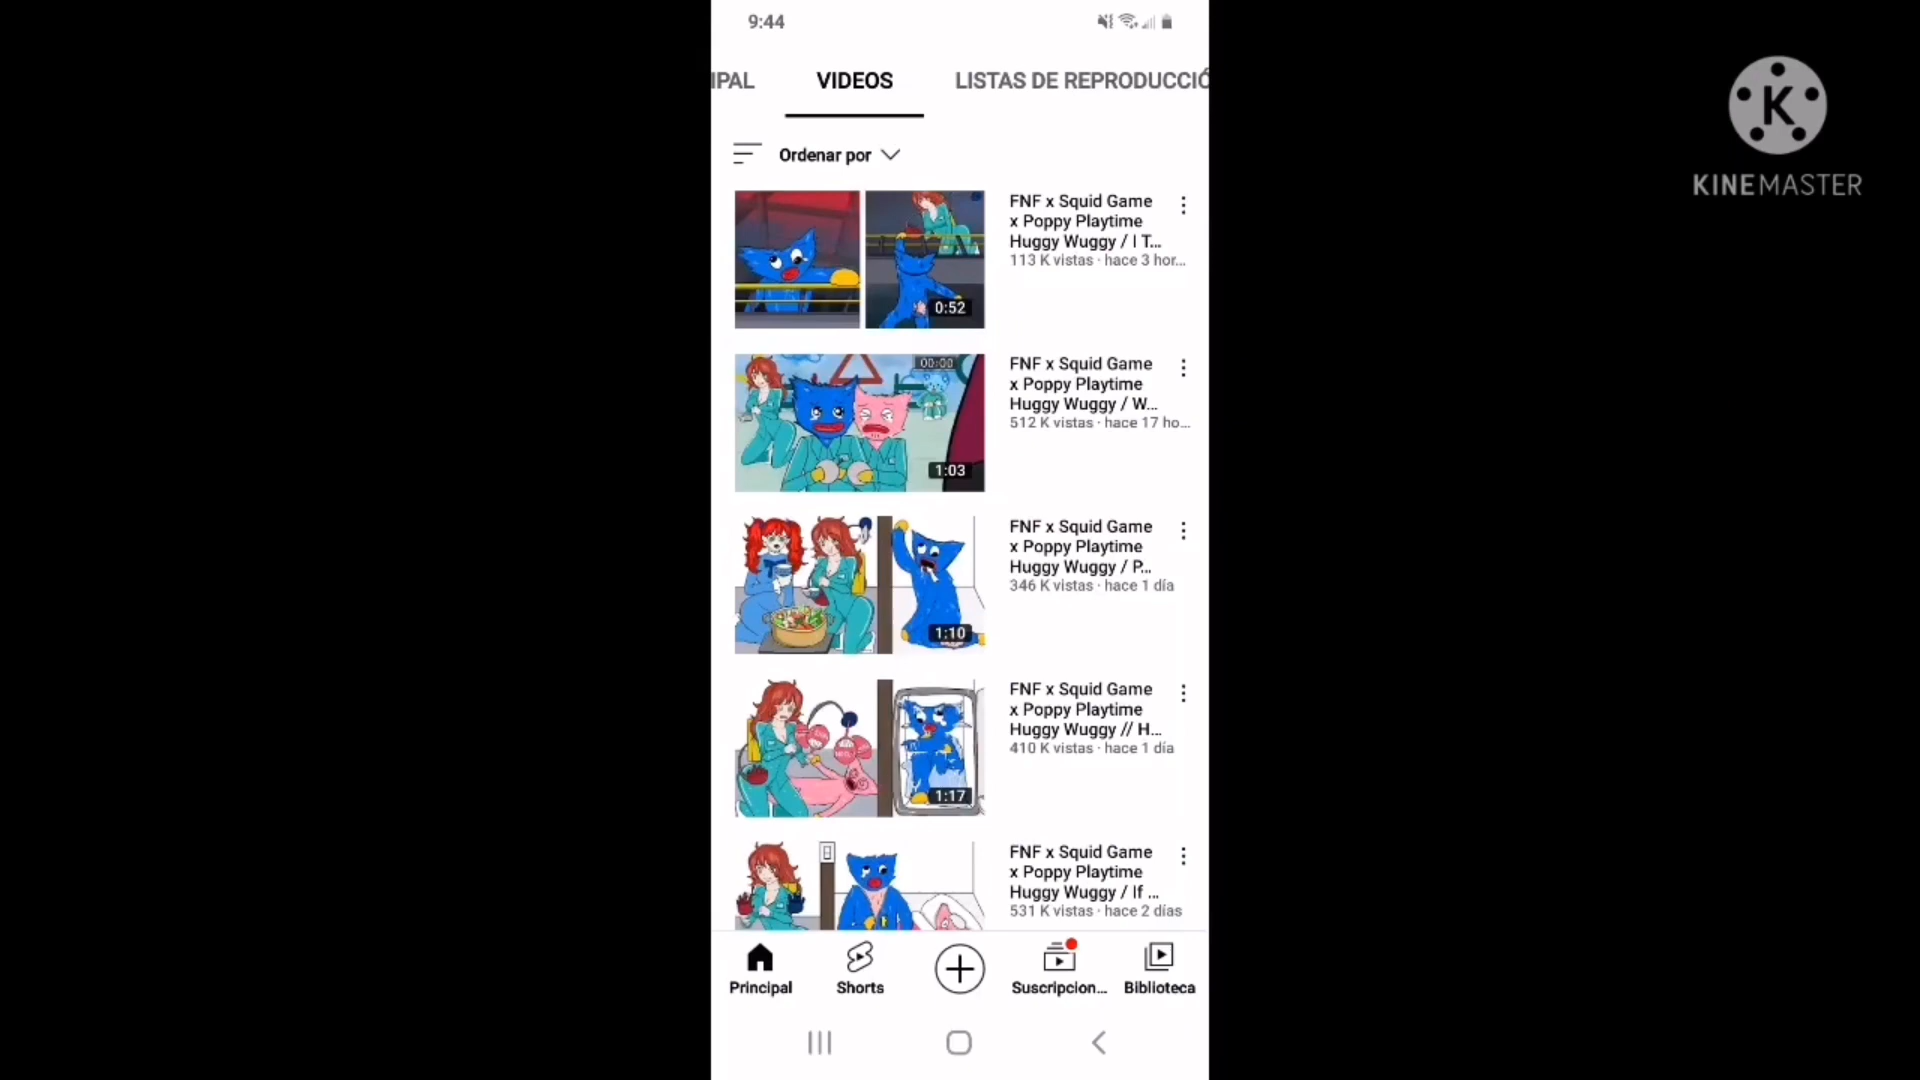 9:44
IPAL VIDEOS LISTAS DE REPRODUCCIÓ
Ordenar por
FNF x Squid Game
x Poppy Playtime
Huggy Wuggy / I T...
113 K vistas · hace 3 hor...
0:52
FNF x Squid Game
x Poppy Playtime
Huggy Wuggy / W...
512 K vistas · hace 17 ho...
00:00
1:03
FNF x Squid Game
x Poppy Playtime
Huggy Wuggy / P...
346 K vistas · hace 1 día
1:10
FNF x Squid Game
x Poppy Playtime
Huggy Wuggy // H...
410 K vistas · hace 1 día
1:17
FNF x Squid Game
x Poppy Playtime
Huggy Wuggy / If ...
531 K vistas · hace 2 días
Principal Shorts Suscripcion... Biblioteca
K
KINEMASTER